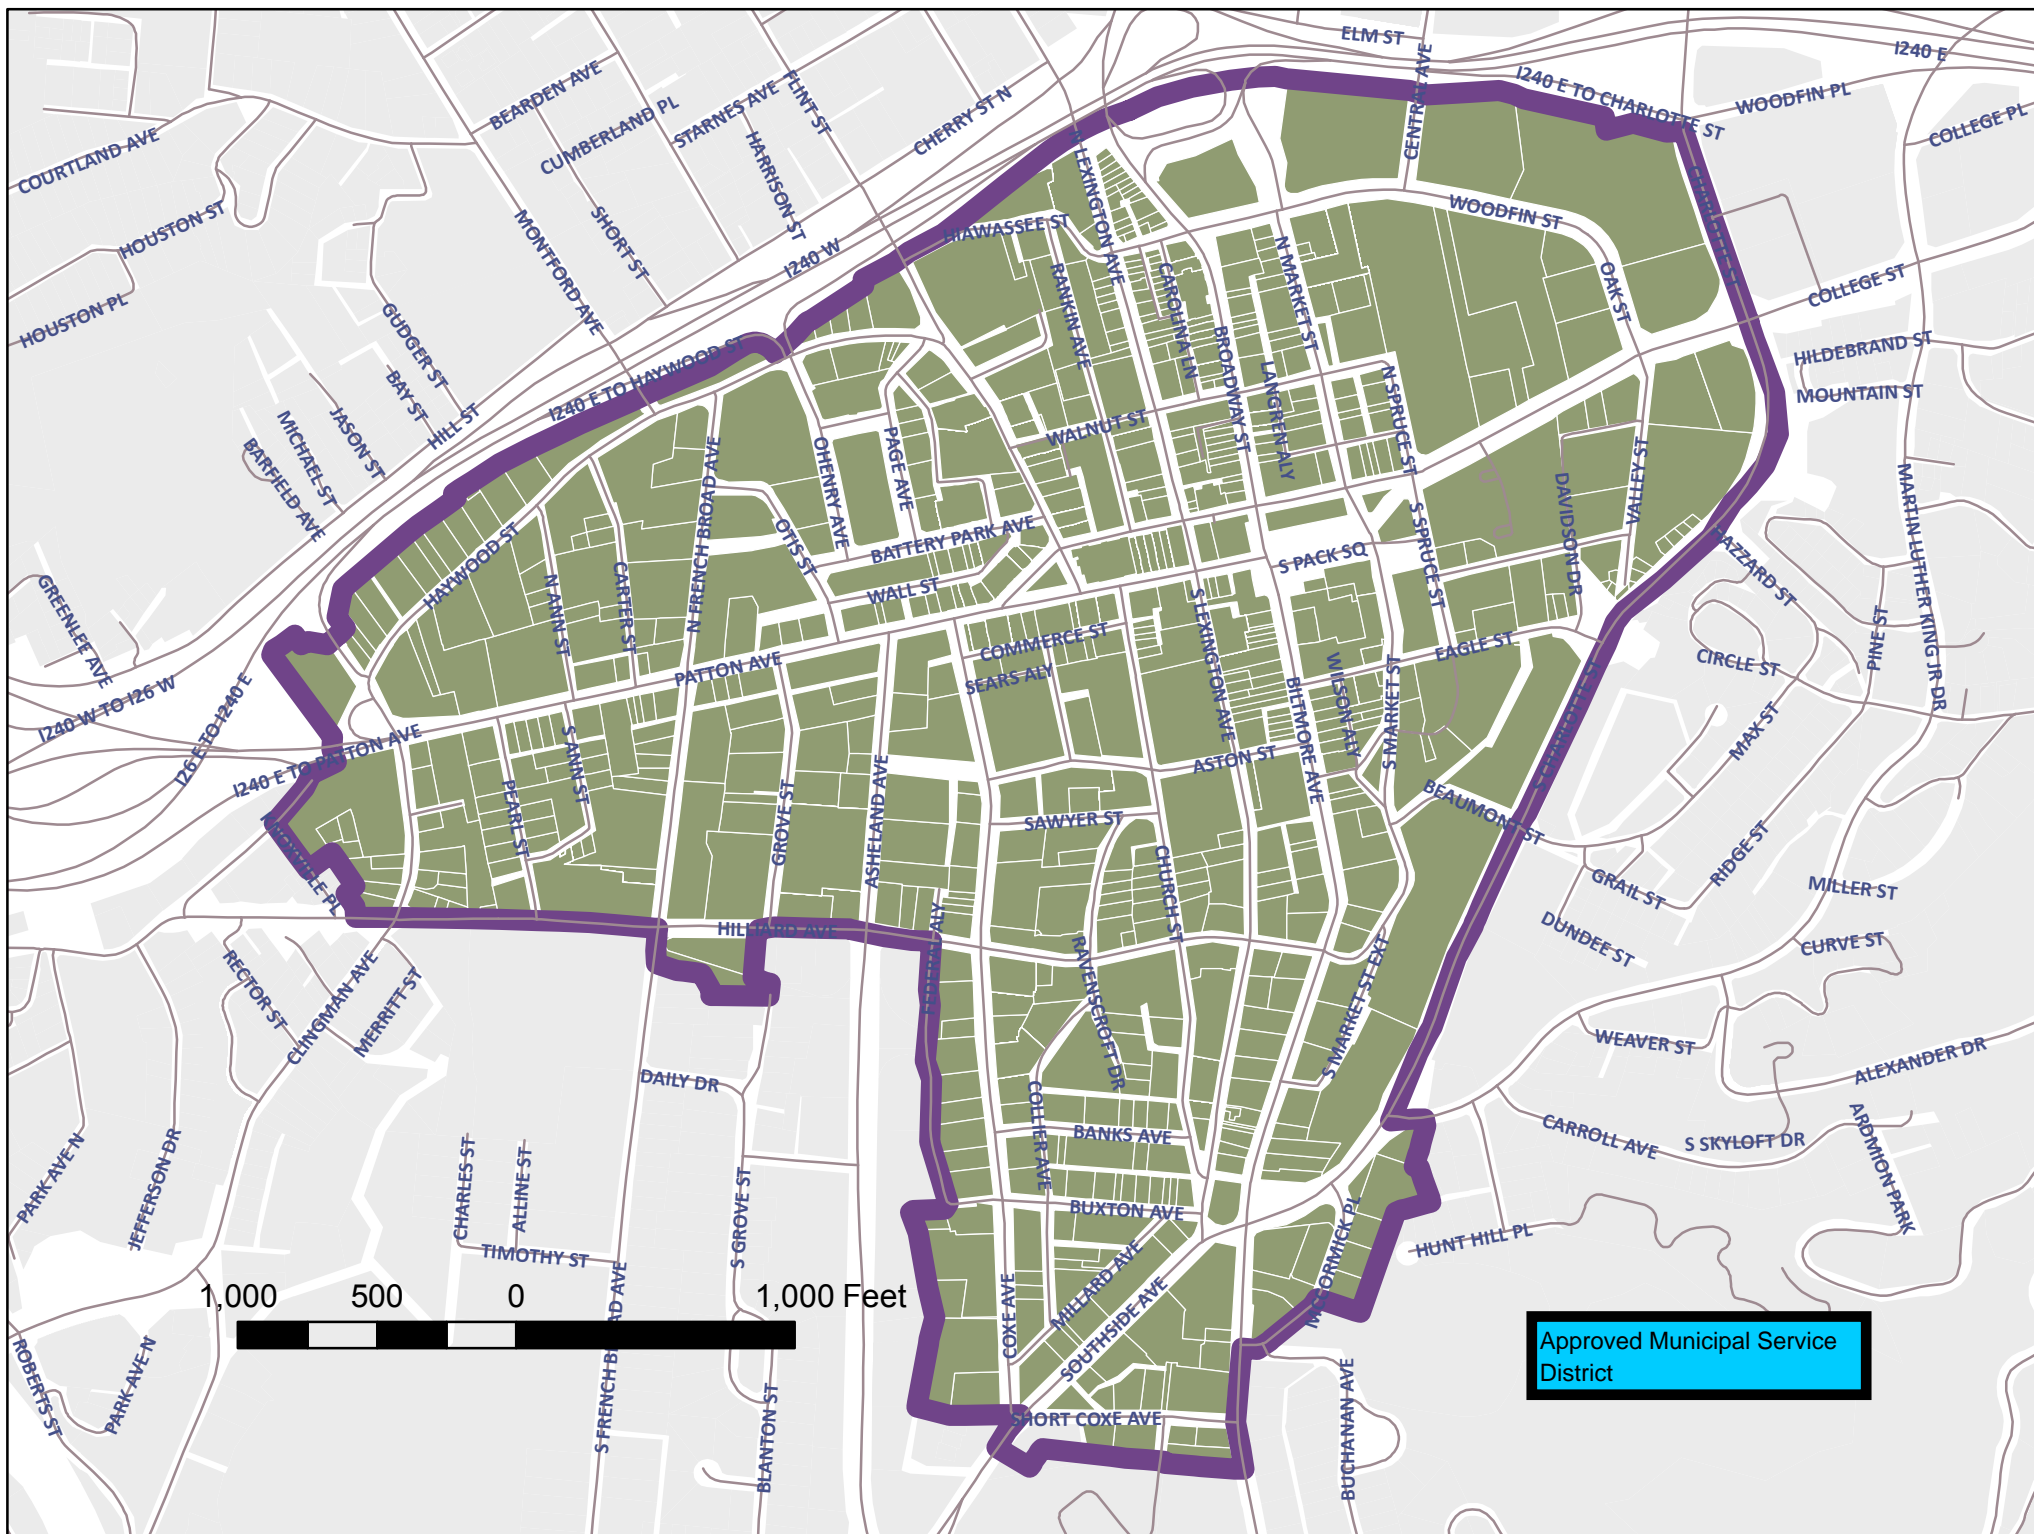 ELM ST
I240 E
BEARDEN AVE
FLINT ST
CENTRAL AVE
I240 E TO CHARLOTTE ST
WOODFIN PL
COLLEGE PL
CUMBERLAND PL
STARNES AVE
CHERRY ST N
COURTLAND AVE
HARRISON ST
N LEXINGTON AVE
HOUSTON ST
MONTFORD AVE
SHORT ST
I240 W
HIAWASSEE ST
WOODFIN ST
HOUSTON PL
GUDGER ST
RANKIN AVE
CAROLINA LN
N MARKET ST
OAK ST
COLLEGE ST
I240 E TO HAYWOOD ST
BROADWAY ST
HILDEBRAND ST
BAY ST
HILL ST
MOUNTAIN ST
JASON ST
MICHAEL ST
BARFIELD AVE
OHENRY AVE
PAGE AVE
WALNUT ST
LANGREN ALY
N SPRUCE ST
N FRENCH BROAD AVE
DAVIDSON DR
VALLEY ST
MARTIN LUTHER KING JR DR
HAYWOOD ST
OTIS ST
BATTERY PARK AVE
S PACK SQ
S SPRUCE ST
HAZZARD ST
GREENLEE AVE
N ANN ST
CARTER ST
WALL ST
S LEXINGTON AVE
EAGLE ST
PINE ST
CIRCLE ST
COMMERCE ST
SEARS ALY
PATTON AVE
WILSON ALY
S MARKET ST
BILTMORE AVE
I240 W TO I26 W
I26 E TO I240 E
I240 E TO PATTON AVE
S ANN ST
PEARL ST
GROVE ST
ASHELAND AVE
ASTON ST
S CHARLOTTE ST
MAX ST
BEAUMONT ST
SAWYER ST
KNOXVILLE PL
CHURCH ST
RIDGE ST
GRAIL ST
MILLER ST
HILLIARD AVE
FEDERAL ALY
RAVENSCROFT DR
S MARKET ST EXT
DUNDEE ST
CURVE ST
RECTOR ST
CLINGMAN AVE
MERRITT ST
WEAVER ST
ALEXANDER DR
DAILY DR
COLLIER AVE
BANKS AVE
CARROLL AVE
S SKYLOFT DR
ARDMION PARK
PARK AVE N
JEFFERSON DR
CHARLES ST
ALLINE ST
S GROVE ST
BUXTON AVE
TIMOTHY ST
HUNT HILL PL
MCCORMICK PL
MILLARD AVE
COXE AVE
SOUTHSIDE AVE
1,000 500 0 1,000 Feet
ROBERTS ST
PARK AVE N
BLANTON ST
SHORT COXE AVE
BUCHANAN AVE
Approved Municipal Service
District